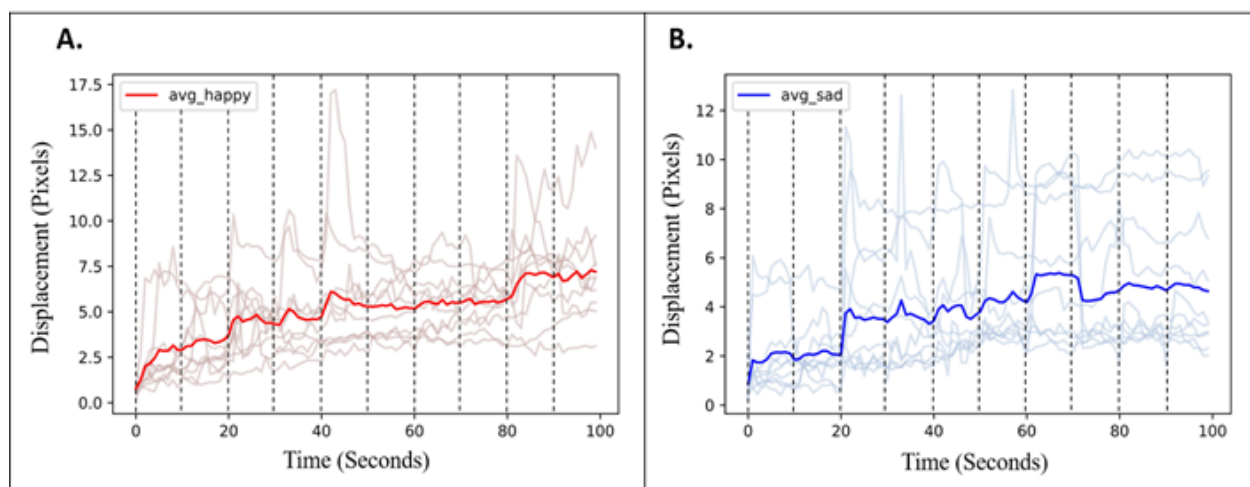 A.
avg_happy
17.5
15.0
12.5
10.0
7.5
5.0
2.5
0.0
Displacement (Pixels)
0 20 40 60 80 100
Time (Seconds)
B.
avg_sad
12
10
8
6
4
2
0
Displacement (Pixels)
0 20 40 60 80 100
Time (Seconds)